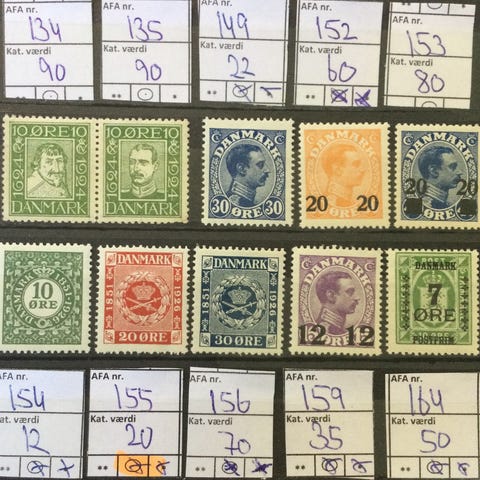 AFA nr. AFA nr. AFA nr. AFA nr. AFA nr.
134 135 149 152 153
Kat. værdi Kat. værdi Kat. værdi Kat. værdi Kat. værdi
90 90 22 60 80
** * ** * ** ** **
10 ØRE 10 10 ØRE 10 DANMARK DANMARK DANMARK
1624 1924 1624 1924
30 30 20 20 20 20
DANMARK DANMARK ØRE ØRE ØRE
DANMARK DANMARK DANMARK DANMARK
1851 1926 1851 1926
10 ØRE 7 ØRE
12 12
20 ØRE 30 ØRE ØRE POSTFRIM
AFA nr. AFA nr. AFA nr. AFA nr. AFA nr.
154 155 156 159 164
Kat. værdi Kat. værdi Kat. værdi Kat. værdi Kat. værdi
12 20 70 35 50
** ** ** ** **